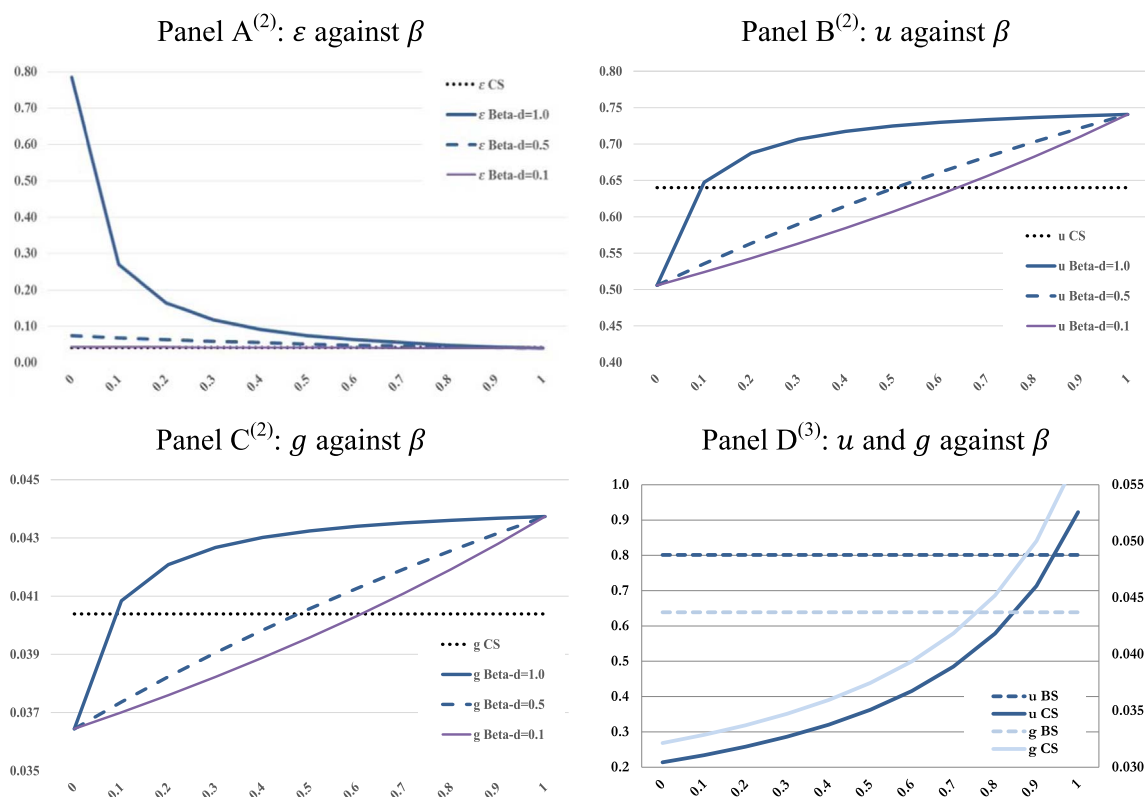 Panel A(2): ε against β
Panel B(2): u against β
0.80
0.70
0.60
0.50
0.40
0.30
0.20
0.10
0.00
ε CS
ε Beta-d=1.0
ε Beta-d=0.5
ε Beta-d=0.1
0 0.1 0.2 0.3 0.4 0.5 0.6 0.7 0.8 0.9 1
0.80
0.75
0.70
0.65
0.60
0.55
0.50
0.45
0.40
u CS
u Beta-d=1.0
u Beta-d=0.5
u Beta-d=0.1
0 0.1 0.2 0.3 0.4 0.5 0.6 0.7 0.8 0.9 1
Panel C(2): g against β
Panel D(3): u and g against β
0.045
0.043
0.041
0.039
0.037
0.035
g CS
g Beta-d=1.0
g Beta-d=0.5
g Beta-d=0.1
0 0.1 0.2 0.3 0.4 0.5 0.6 0.7 0.8 0.9 1
1.0
0.9
0.8
0.7
0.6
0.5
0.4
0.3
0.2
0.055
0.050
0.045
0.040
0.035
0.030
u BS
u CS
g BS
g CS
0 0.1 0.2 0.3 0.4 0.5 0.6 0.7 0.8 0.9 1